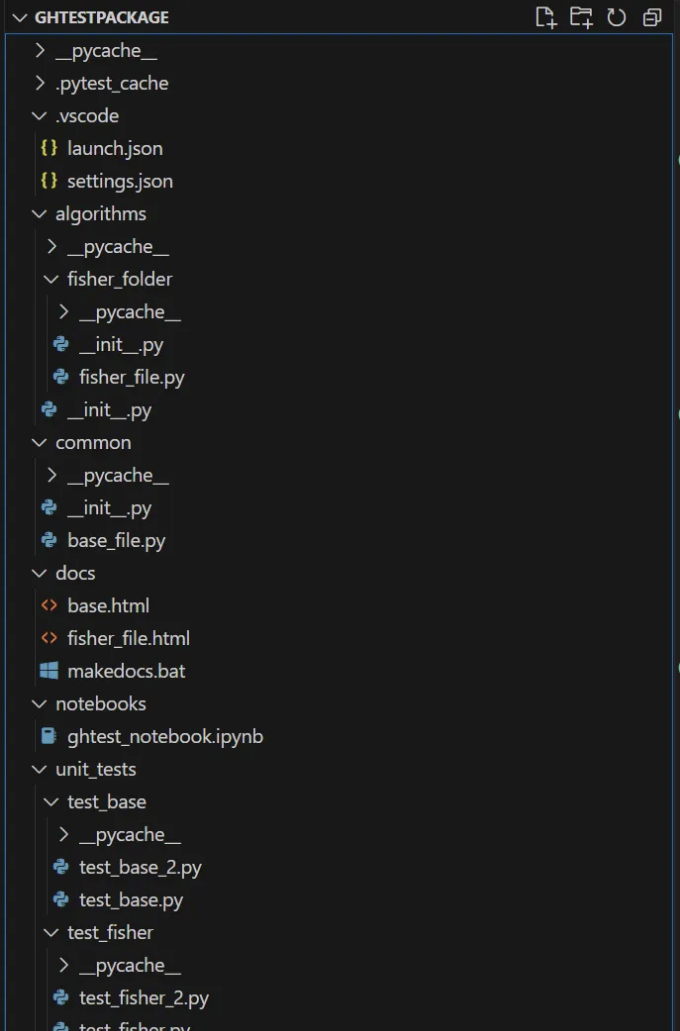 GHTESTPACKAGE
__pycache__
.pytest_cache
.vscode
launch.json
settings.json
algorithms
__pycache__
fisher_folder
__pycache__
__init__.py
fisher_file.py
__init__.py
common
__pycache__
__init__.py
base_file.py
docs
base.html
fisher_file.html
makedocs.bat
notebooks
ghtest_notebook.ipynb
unit_tests
test_base
__pycache__
test_base_2.py
test_base.py
test_fisher
__pycache__
test_fisher_2.py
test_fisher.py